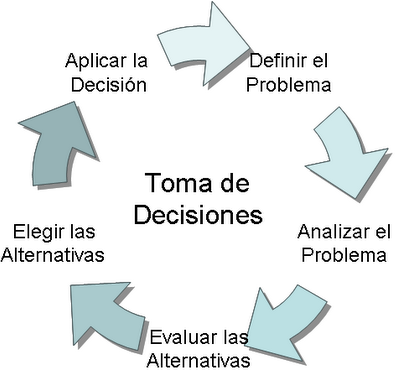 Aplicar la
Decisión
Definir el
Problema
Toma de
Decisiones
Analizar el
Problema
Evaluar las
Alternativas
Elegir las
Alternativas